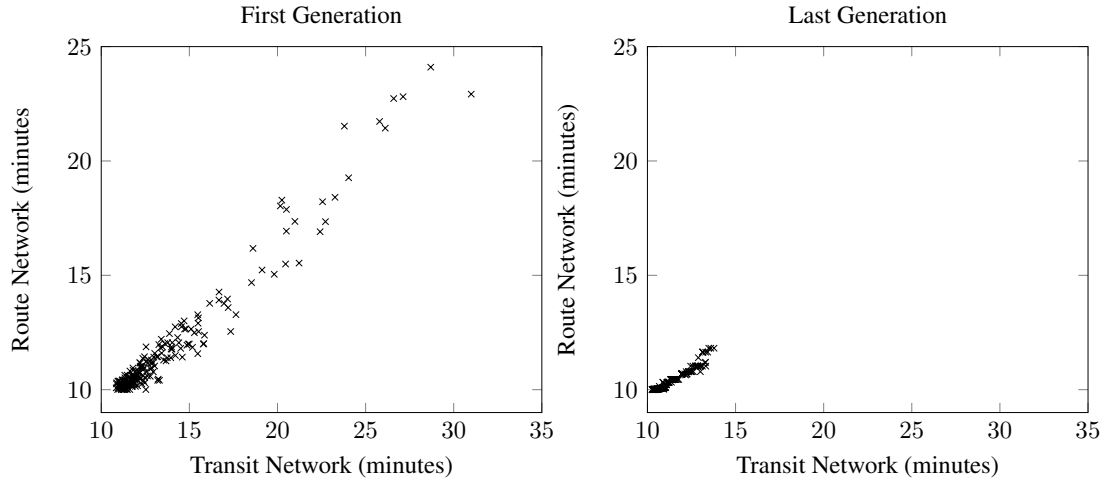 First Generation
25
20
15
10
10 15 20 25 30 35
Route Network (minutes
Transit Network (minutes)
Last Generation
25
20
15
10
10 15 20 25 30 35
Route Network (minutes)
Transit Network (minutes)